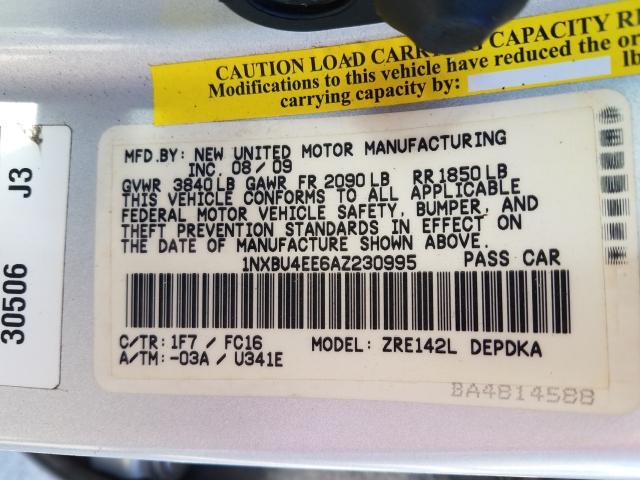 CAUTION LOAD CARRYING CAPACITY RE
Modifications to this vehicle have reduced the or
carrying capacity by: lb
MFD.BY: NEW UNITED MOTOR MANUFACTURING
INC. 08/09
GVWR 3840LB GAWR FR 2090LB RR1850LB
THIS VEHICLE CONFORMS TO ALL APPLICABLE
FEDERAL MOTOR VEHICLE SAFETY, BUMPER, AND
THEFT PREVENTION STANDARDS IN EFFECT ON
THE DATE OF MANUFACTURE SHOWN ABOVE.
1NXBU4EE6AZ230995 PASS CAR
C/TR: 1F7 / FC16 MODEL: ZRE142L DEPDKA
A/TM: -03A / U341E
BA4814588
30506 J3